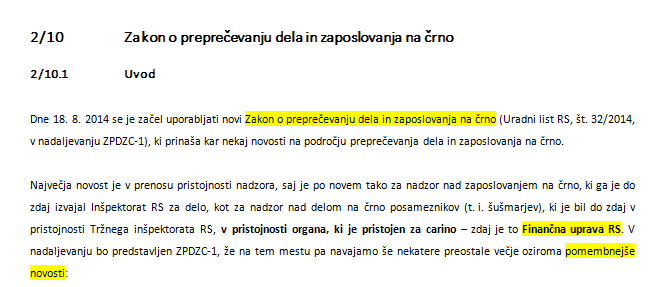 2/10 Zakon o preprečevanju dela in zaposlovanja na črno
2/10.1 Uvod
Dne 18. 8. 2014 se je začel uporabljati novi Zakon o preprečevanju dela in zaposlovanja na črno (Uradni list RS, št. 32/2014,
v nadaljevanju ZPDZC-1), ki prinaša kar nekaj novosti na področju preprečevanja dela in zaposlovanja na črno.
Največja novost je v prenosu pristojnosti nadzora, saj je po novem tako za nadzor nad zaposlovanjem na črno, ki ga je do
zdaj izvajal Inšpektorat RS za delo, kot za nadzor nad delom na črno posameznikov (t. i. šušmarjev), ki je bil do zdaj v
pristojnosti Tržnega inšpektorata RS, v pristojnosti organa, ki je pristojen za carino – zdaj je to Finančna uprava RS. V
nadaljevanju bo predstavljen ZPDZC-1, že na tem mestu pa navajamo še nekatere preostale večje oziroma pomembnejše
novosti: